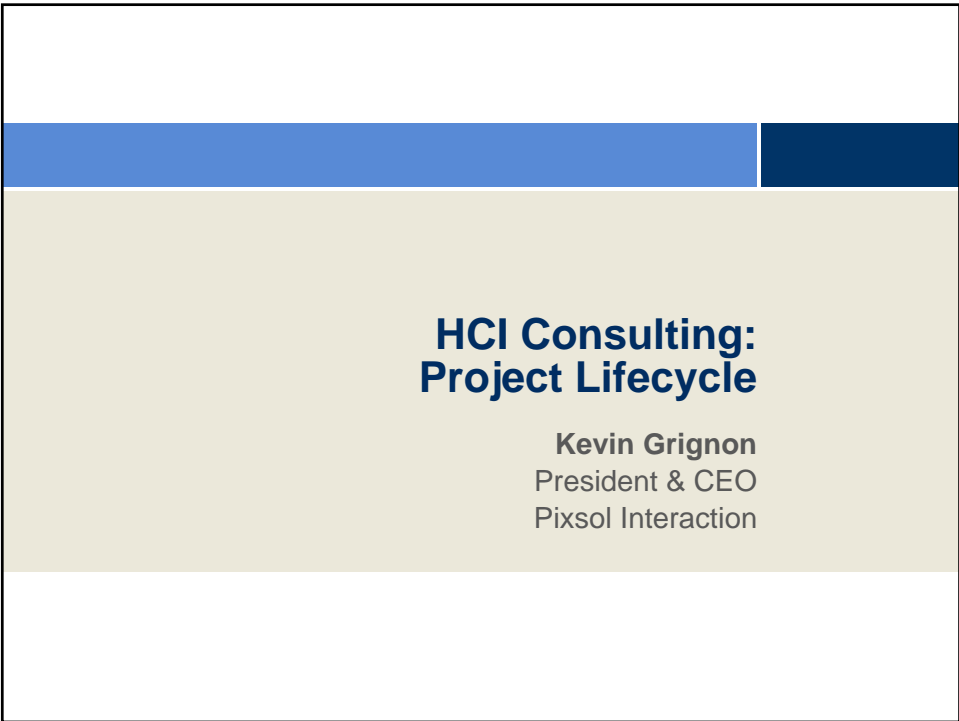 HCI Consulting:
Project Lifecycle
Kevin Grignon
President & CEO
Pixsol Interaction